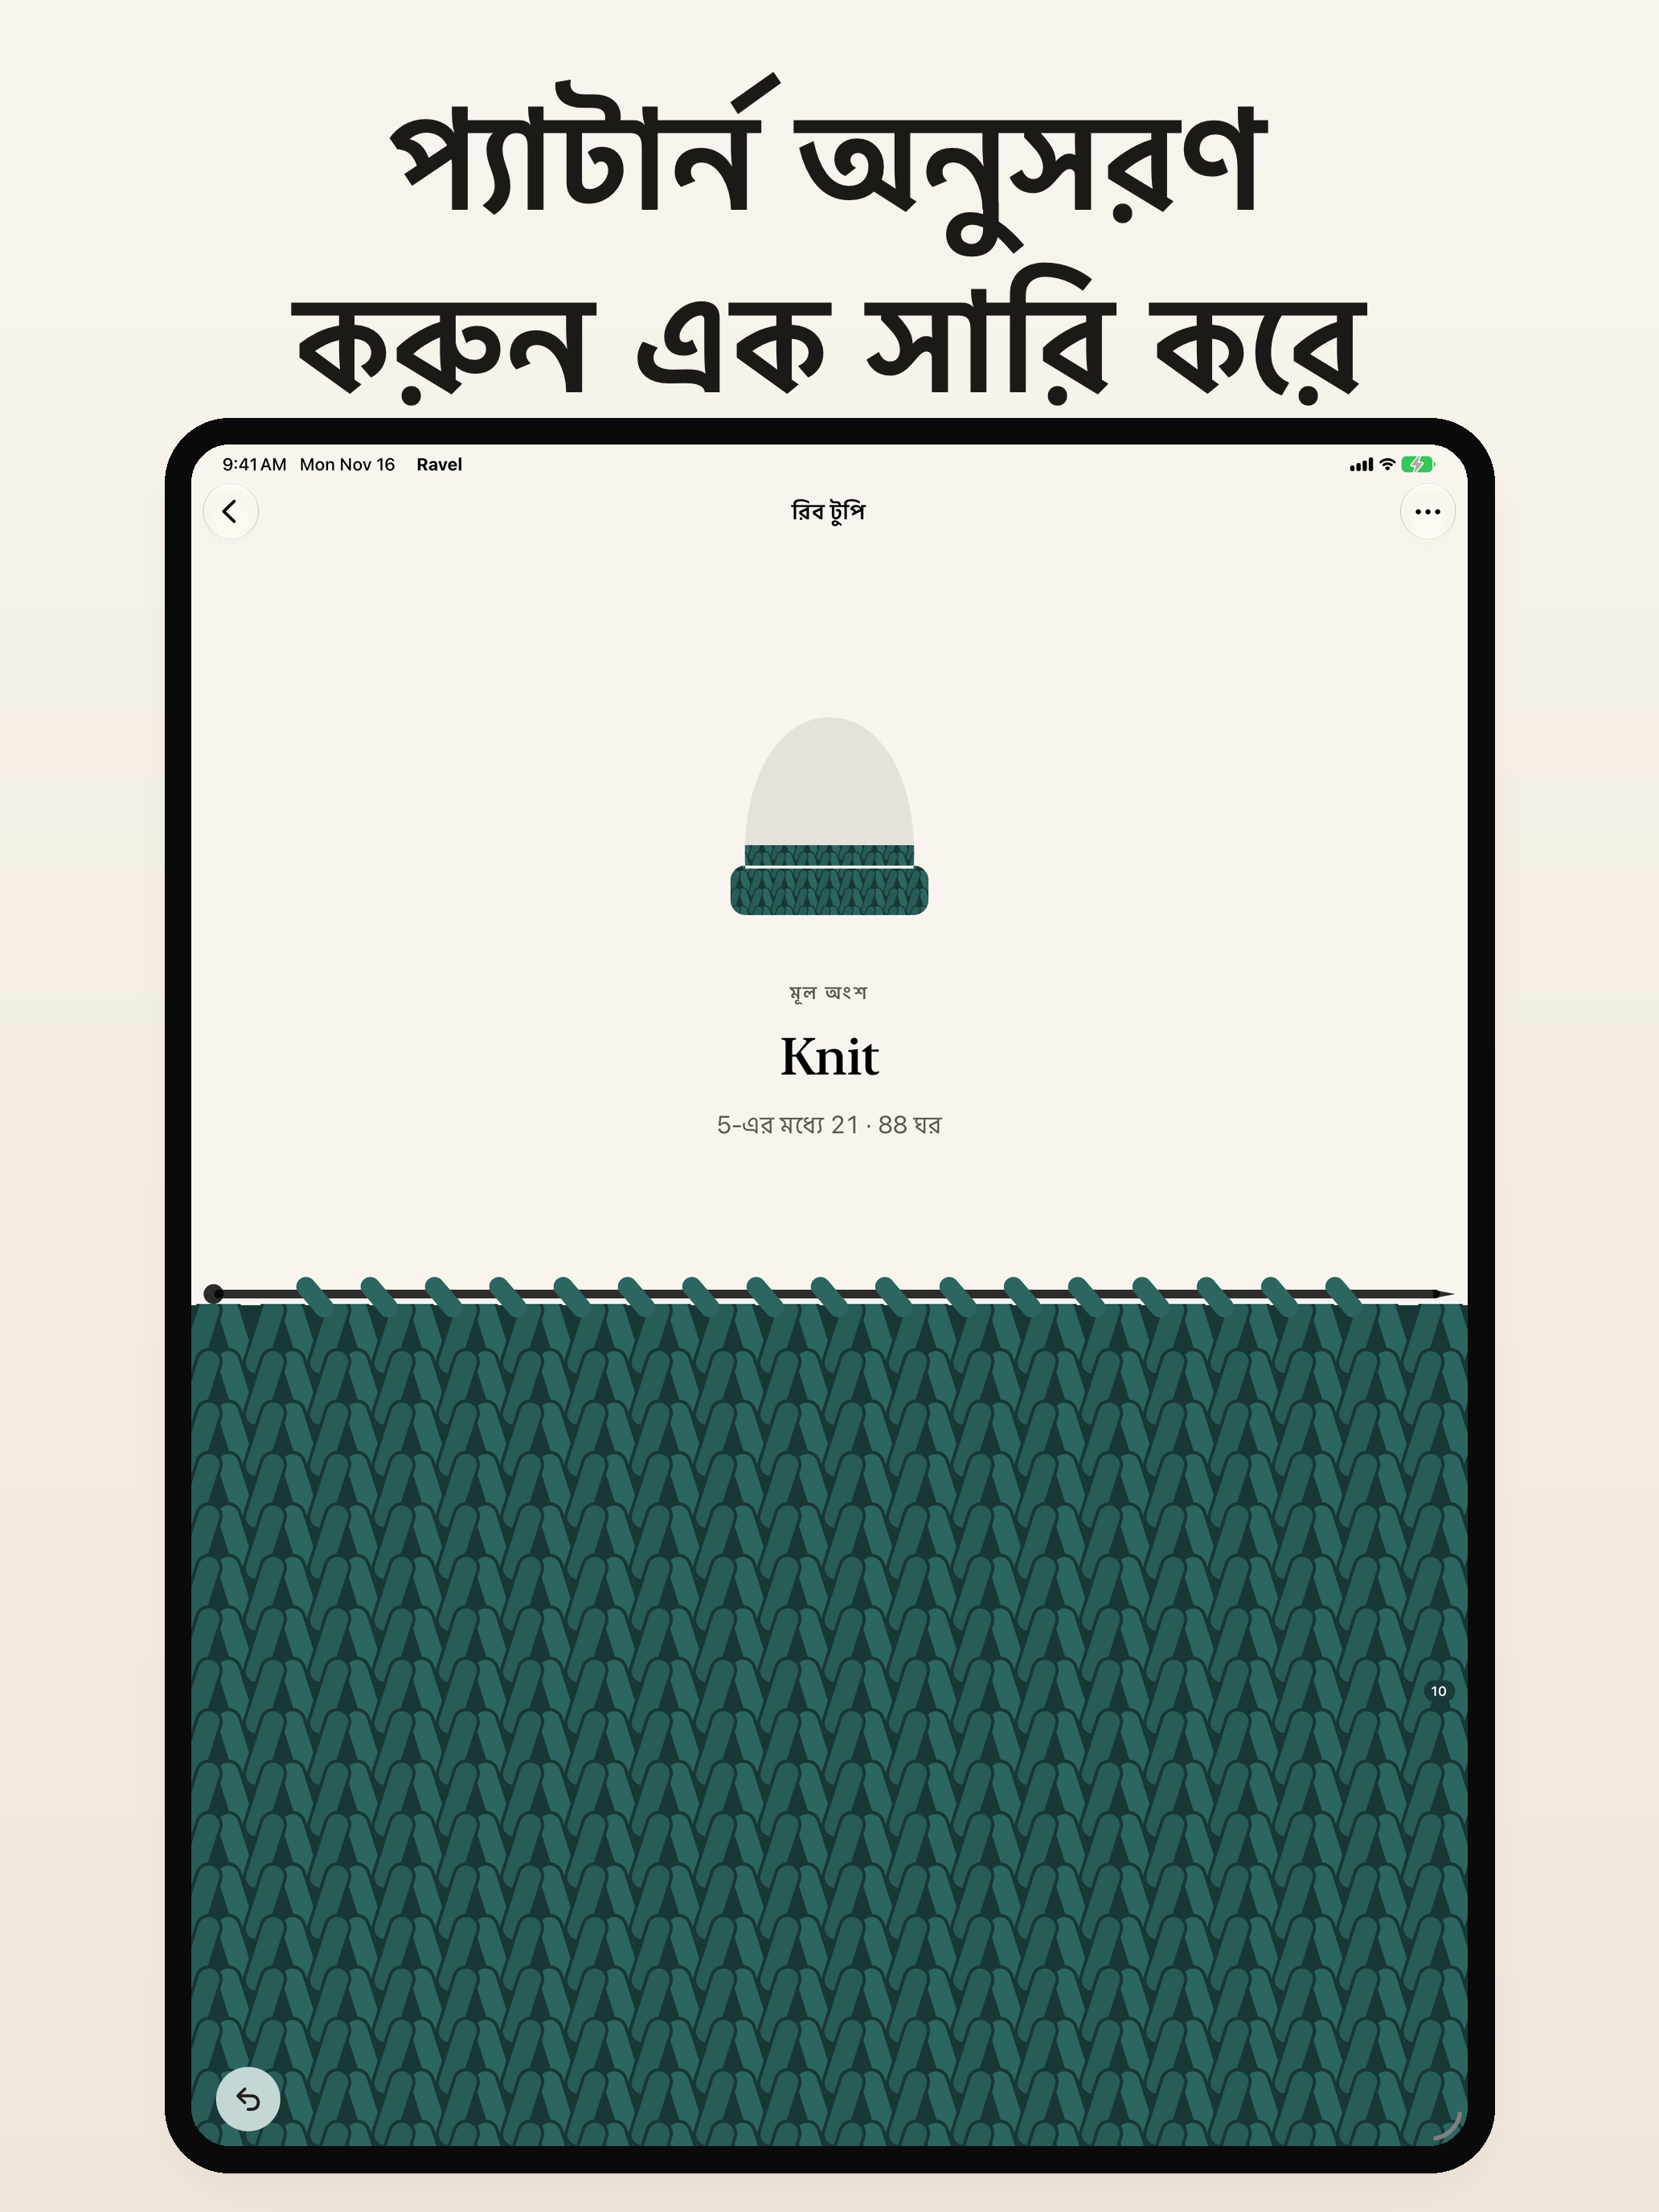 প্যাটার্ন অনুসরণ
করুন এক সারি করে
9:41 AM Mon Nov 16 Ravel
রিব টুপি
মূল অংশ
Knit
5-এর মধ্যে 21 · 88 ঘর
10